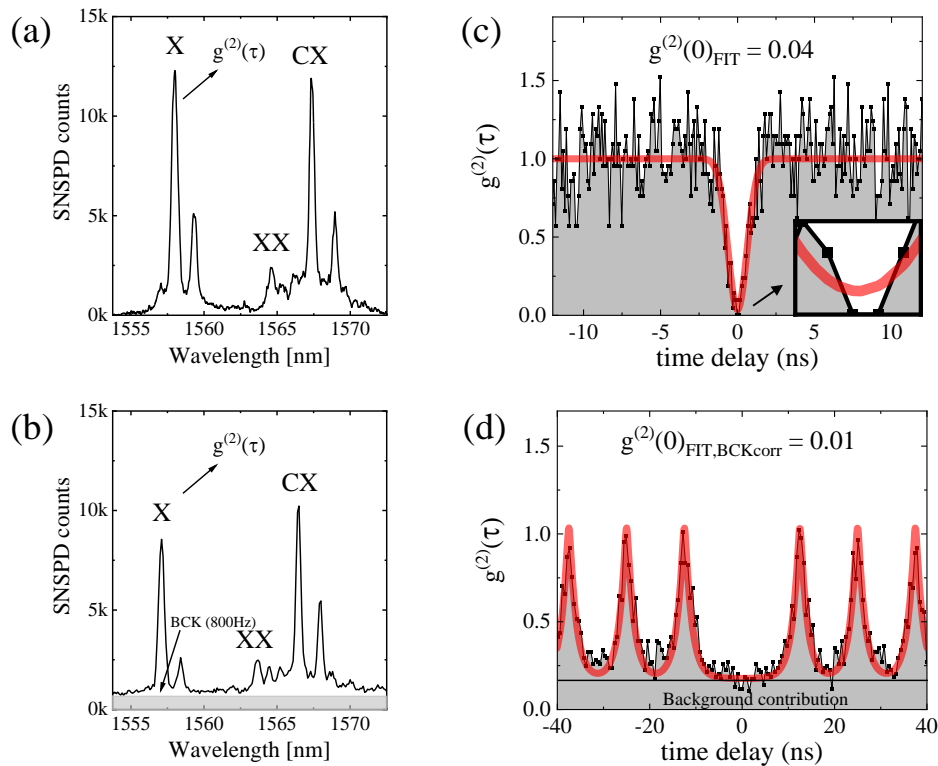 (a)
15k
10k
5k
0k
SNSPD counts
X
g⁽²⁾(τ)
CX
XX
1555 1560 1565 1570
Wavelength [nm]
(c)
g⁽²⁾(0)FIT = 0.04
1.5
1.0
0.5
0.0
g⁽²⁾(τ)
-10 -5 0 5 10
time delay (ns)
(b)
15k
10k
5k
0k
SNSPD counts
g⁽²⁾(τ)
X
CX
XX
BCK (800Hz)
1555 1560 1565 1570
Wavelength [nm]
(d)
g⁽²⁾(0)FIT,BCKcorr = 0.01
1.5
1.0
0.5
0.0
g⁽²⁾(τ)
Background contribution
-40 -20 0 20 40
time delay (ns)